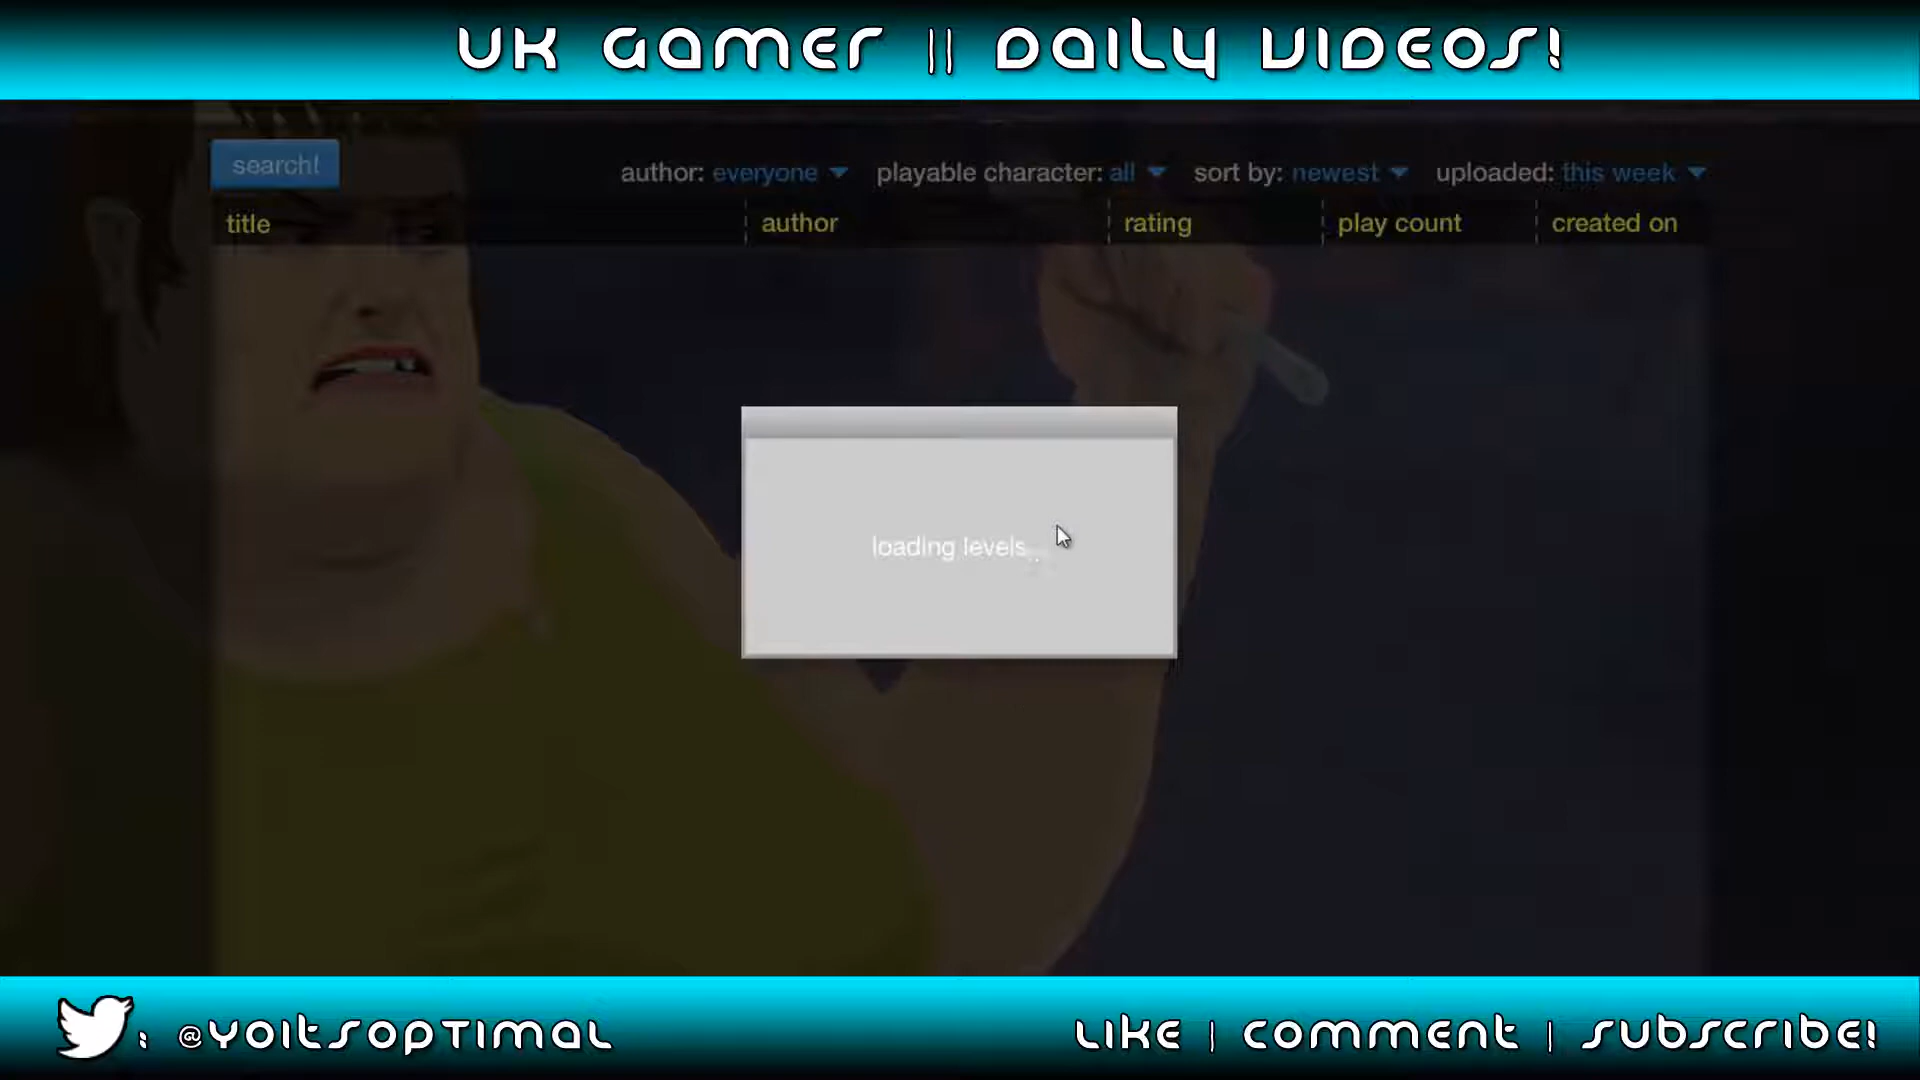 UK GAMER || DAILY VIDEOS!
search!
author: everyone playable character: all sort by: newest uploaded: this week
title author rating play count created on
loading levels...
: @YOITSOPTIMAL
LIKE | COMMENT | SUBSCRIBE!